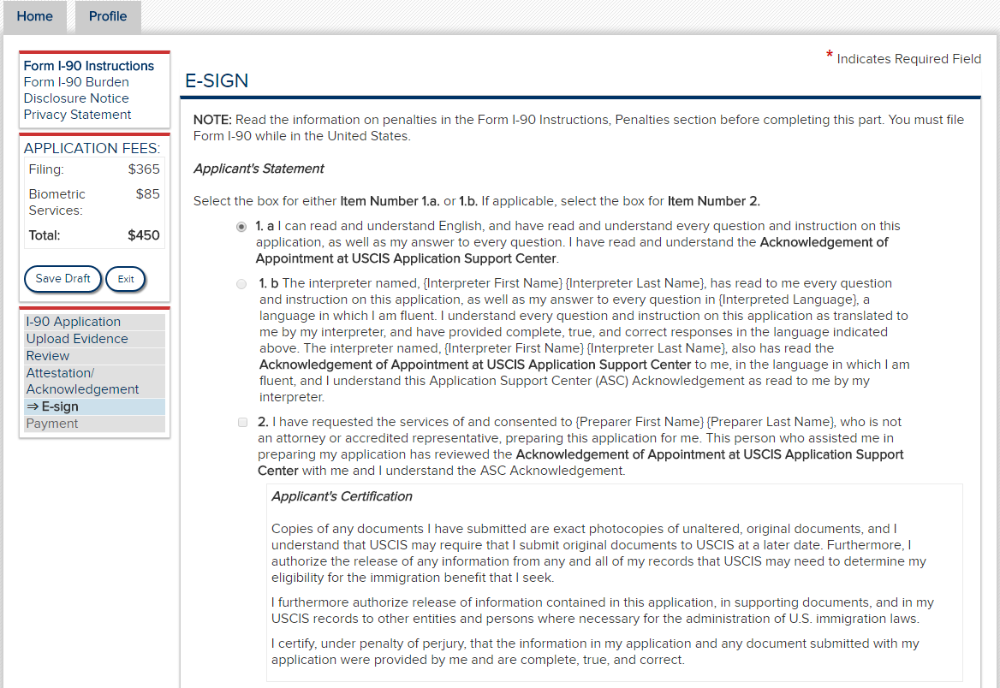 Home
Profile
* Indicates Required Field
Form I-90 Instructions
Form I-90 Burden
Disclosure Notice
Privacy Statement
APPLICATION FEES:
Filing: $365
Biometric $85
Services:
Total: $450
Save Draft
Exit
I-90 Application
Upload Evidence
Review
Attestation/
Acknowledgement
⇒ E-sign
Payment
E-SIGN
NOTE: Read the information on penalties in the Form I-90 Instructions, Penalties section before completing this part. You must file
Form I-90 while in the United States.
Applicant's Statement
Select the box for either Item Number 1.a. or 1.b. If applicable, select the box for Item Number 2.
1. a I can read and understand English, and have read and understand every question and instruction on this
application, as well as my answer to every question. I have read and understand the Acknowledgement of
Appointment at USCIS Application Support Center.
1. b The interpreter named, {Interpreter First Name} {Interpreter Last Name}, has read to me every question
and instruction on this application, as well as my answer to every question in {Interpreted Language}, a
language in which I am fluent. I understand every question and instruction on this application as translated to
me by my interpreter, and have provided complete, true, and correct responses in the language indicated
above. The interpreter named, {Interpreter First Name} {Interpreter Last Name}, also has read the
Acknowledgement of Appointment at USCIS Application Support Center to me, in the language in which I am
fluent, and I understand this Application Support Center (ASC) Acknowledgement as read to me by my
interpreter.
2. I have requested the services of and consented to {Preparer First Name} {Preparer Last Name}, who is not
an attorney or accredited representative, preparing this application for me. This person who assisted me in
preparing my application has reviewed the Acknowledgement of Appointment at USCIS Application Support
Center with me and I understand the ASC Acknowledgement.
Applicant's Certification
Copies of any documents I have submitted are exact photocopies of unaltered, original documents, and I
understand that USCIS may require that I submit original documents to USCIS at a later date. Furthermore, I
authorize the release of any information from any and all of my records that USCIS may need to determine my
eligibility for the immigration benefit that I seek.
I furthermore authorize release of information contained in this application, in supporting documents, and in my
USCIS records to other entities and persons where necessary for the administration of U.S. immigration laws.
I certify, under penalty of perjury, that the information in my application and any document submitted with my
application were provided by me and are complete, true, and correct.